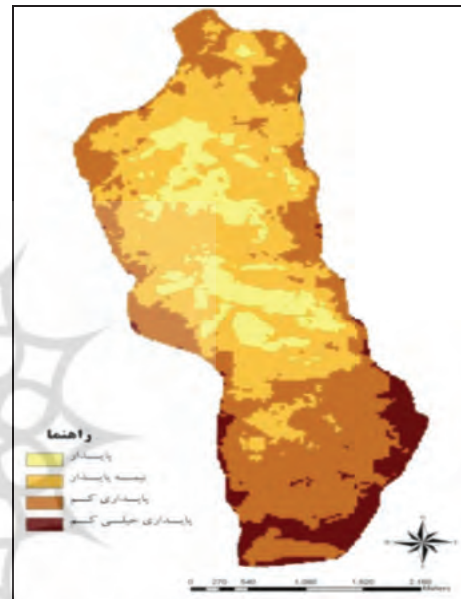 راهنما
پایدار
نیمه پایدار
پایداری کم
پایداری خیلی کم
0 270 540 1.080 1.620 2.160
Meters